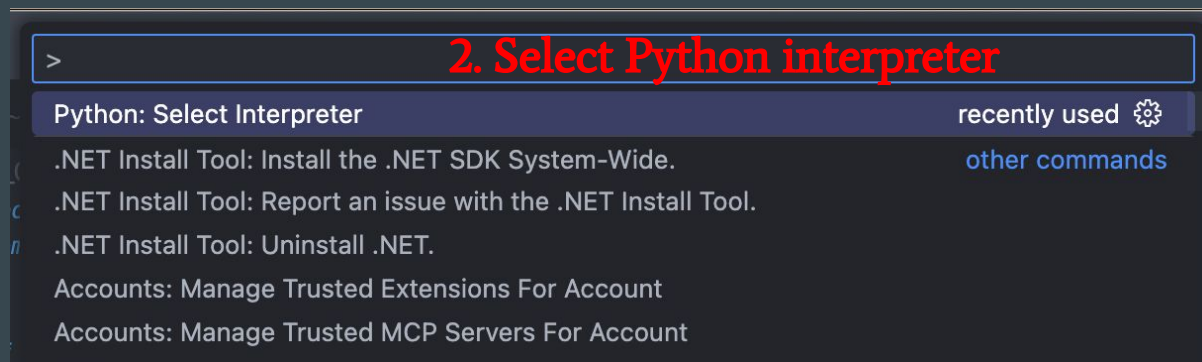 > 2. Select Python interpreter
Python: Select Interpreter recently used
.NET Install Tool: Install the .NET SDK System-Wide. other commands
.NET Install Tool: Report an issue with the .NET Install Tool.
.NET Install Tool: Uninstall .NET.
Accounts: Manage Trusted Extensions For Account
Accounts: Manage Trusted MCP Servers For Account